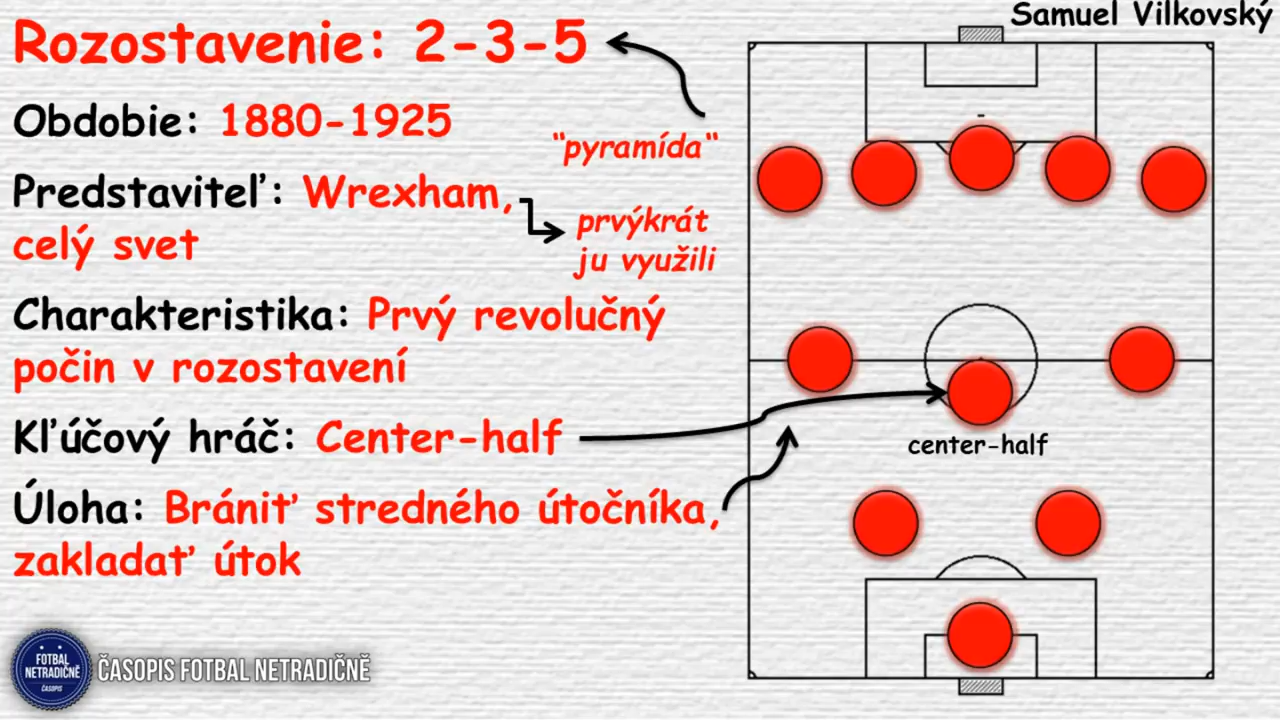 Samuel Vilkovský
Rozostavenie: 2-3-5
Obdobie: 1880-1925
"pyramída"
Predstaviteľ: Wrexham,
celý svet
prvýkrát
ju využili
Charakteristika: Prvý revolučný
počin v rozostavení
Kľúčový hráč: Center-half
center-half
Úloha: Brániť stredného útočníka,
zakladať útok
FOTBAL
NETRADIČNĚ
ČASOPIS
ČASOPIS FOTBAL NETRADIČNĚ